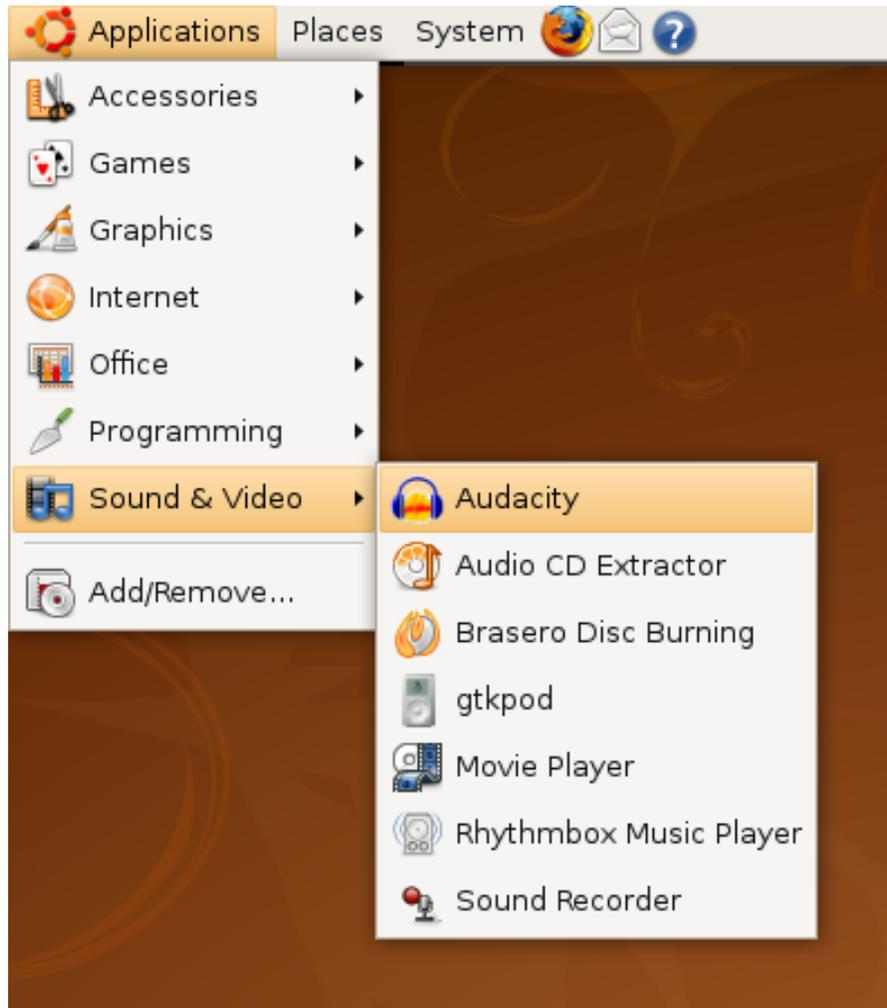 Applications Places System
Accessories
Games
Graphics
Internet
Office
Programming
Sound & Video
Add/Remove...
Audacity
Audio CD Extractor
Brasero Disc Burning
gtkpod
Movie Player
Rhythmbox Music Player
Sound Recorder